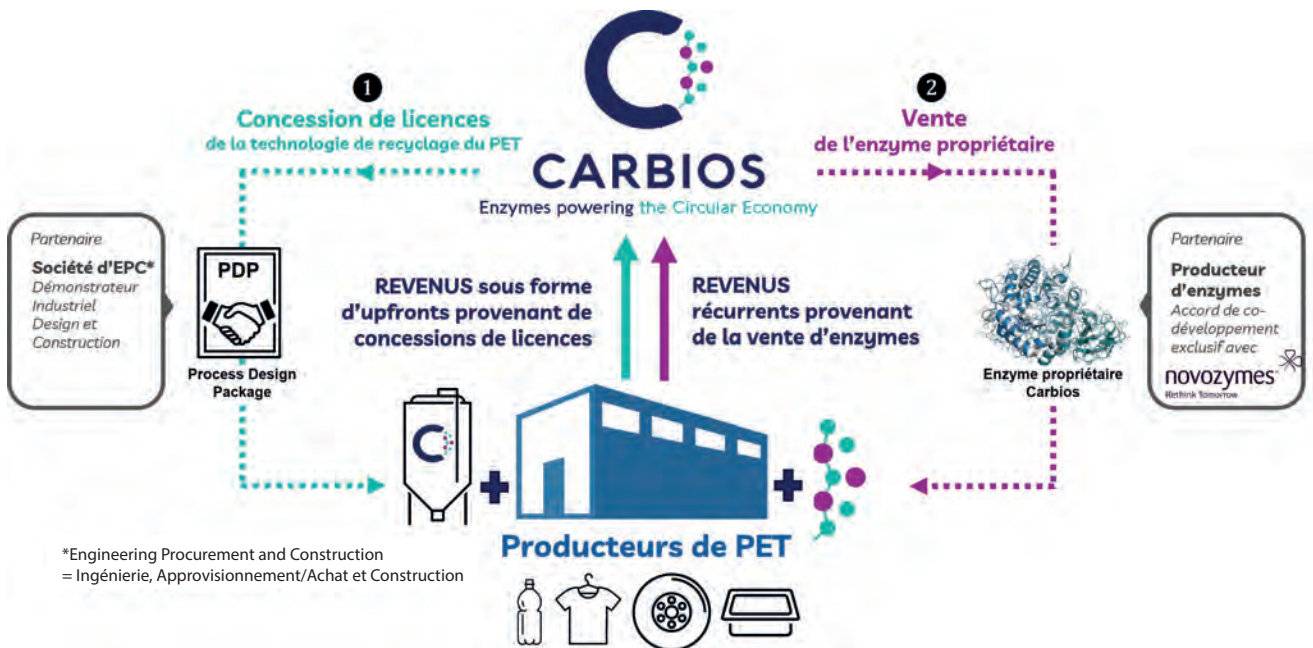 1
Concession de licences
de la technologie de recyclage du PET
CARBIOS
Enzymes powering the Circular Economy
2
Vente
de l'enzyme propriétaire
Partenaire
Société d'EPC*
Démonstrateur
Industriel
Design et
Construction
PDP
Process Design
Package
REVENUS sous forme
d'upfronts provenant de
concessions de licences
REVENUS
récurrents provenant
de la vente d'enzymes
Enzyme propriétaire
Carbios
Partenaire
Producteur
d'enzymes
Accord de co-
développement
exclusif avec
novozymes
Rethink Tomorrow
Producteurs de PET
*Engineering Procurement and Construction
= Ingénierie, Approvisionnement/Achat et Construction